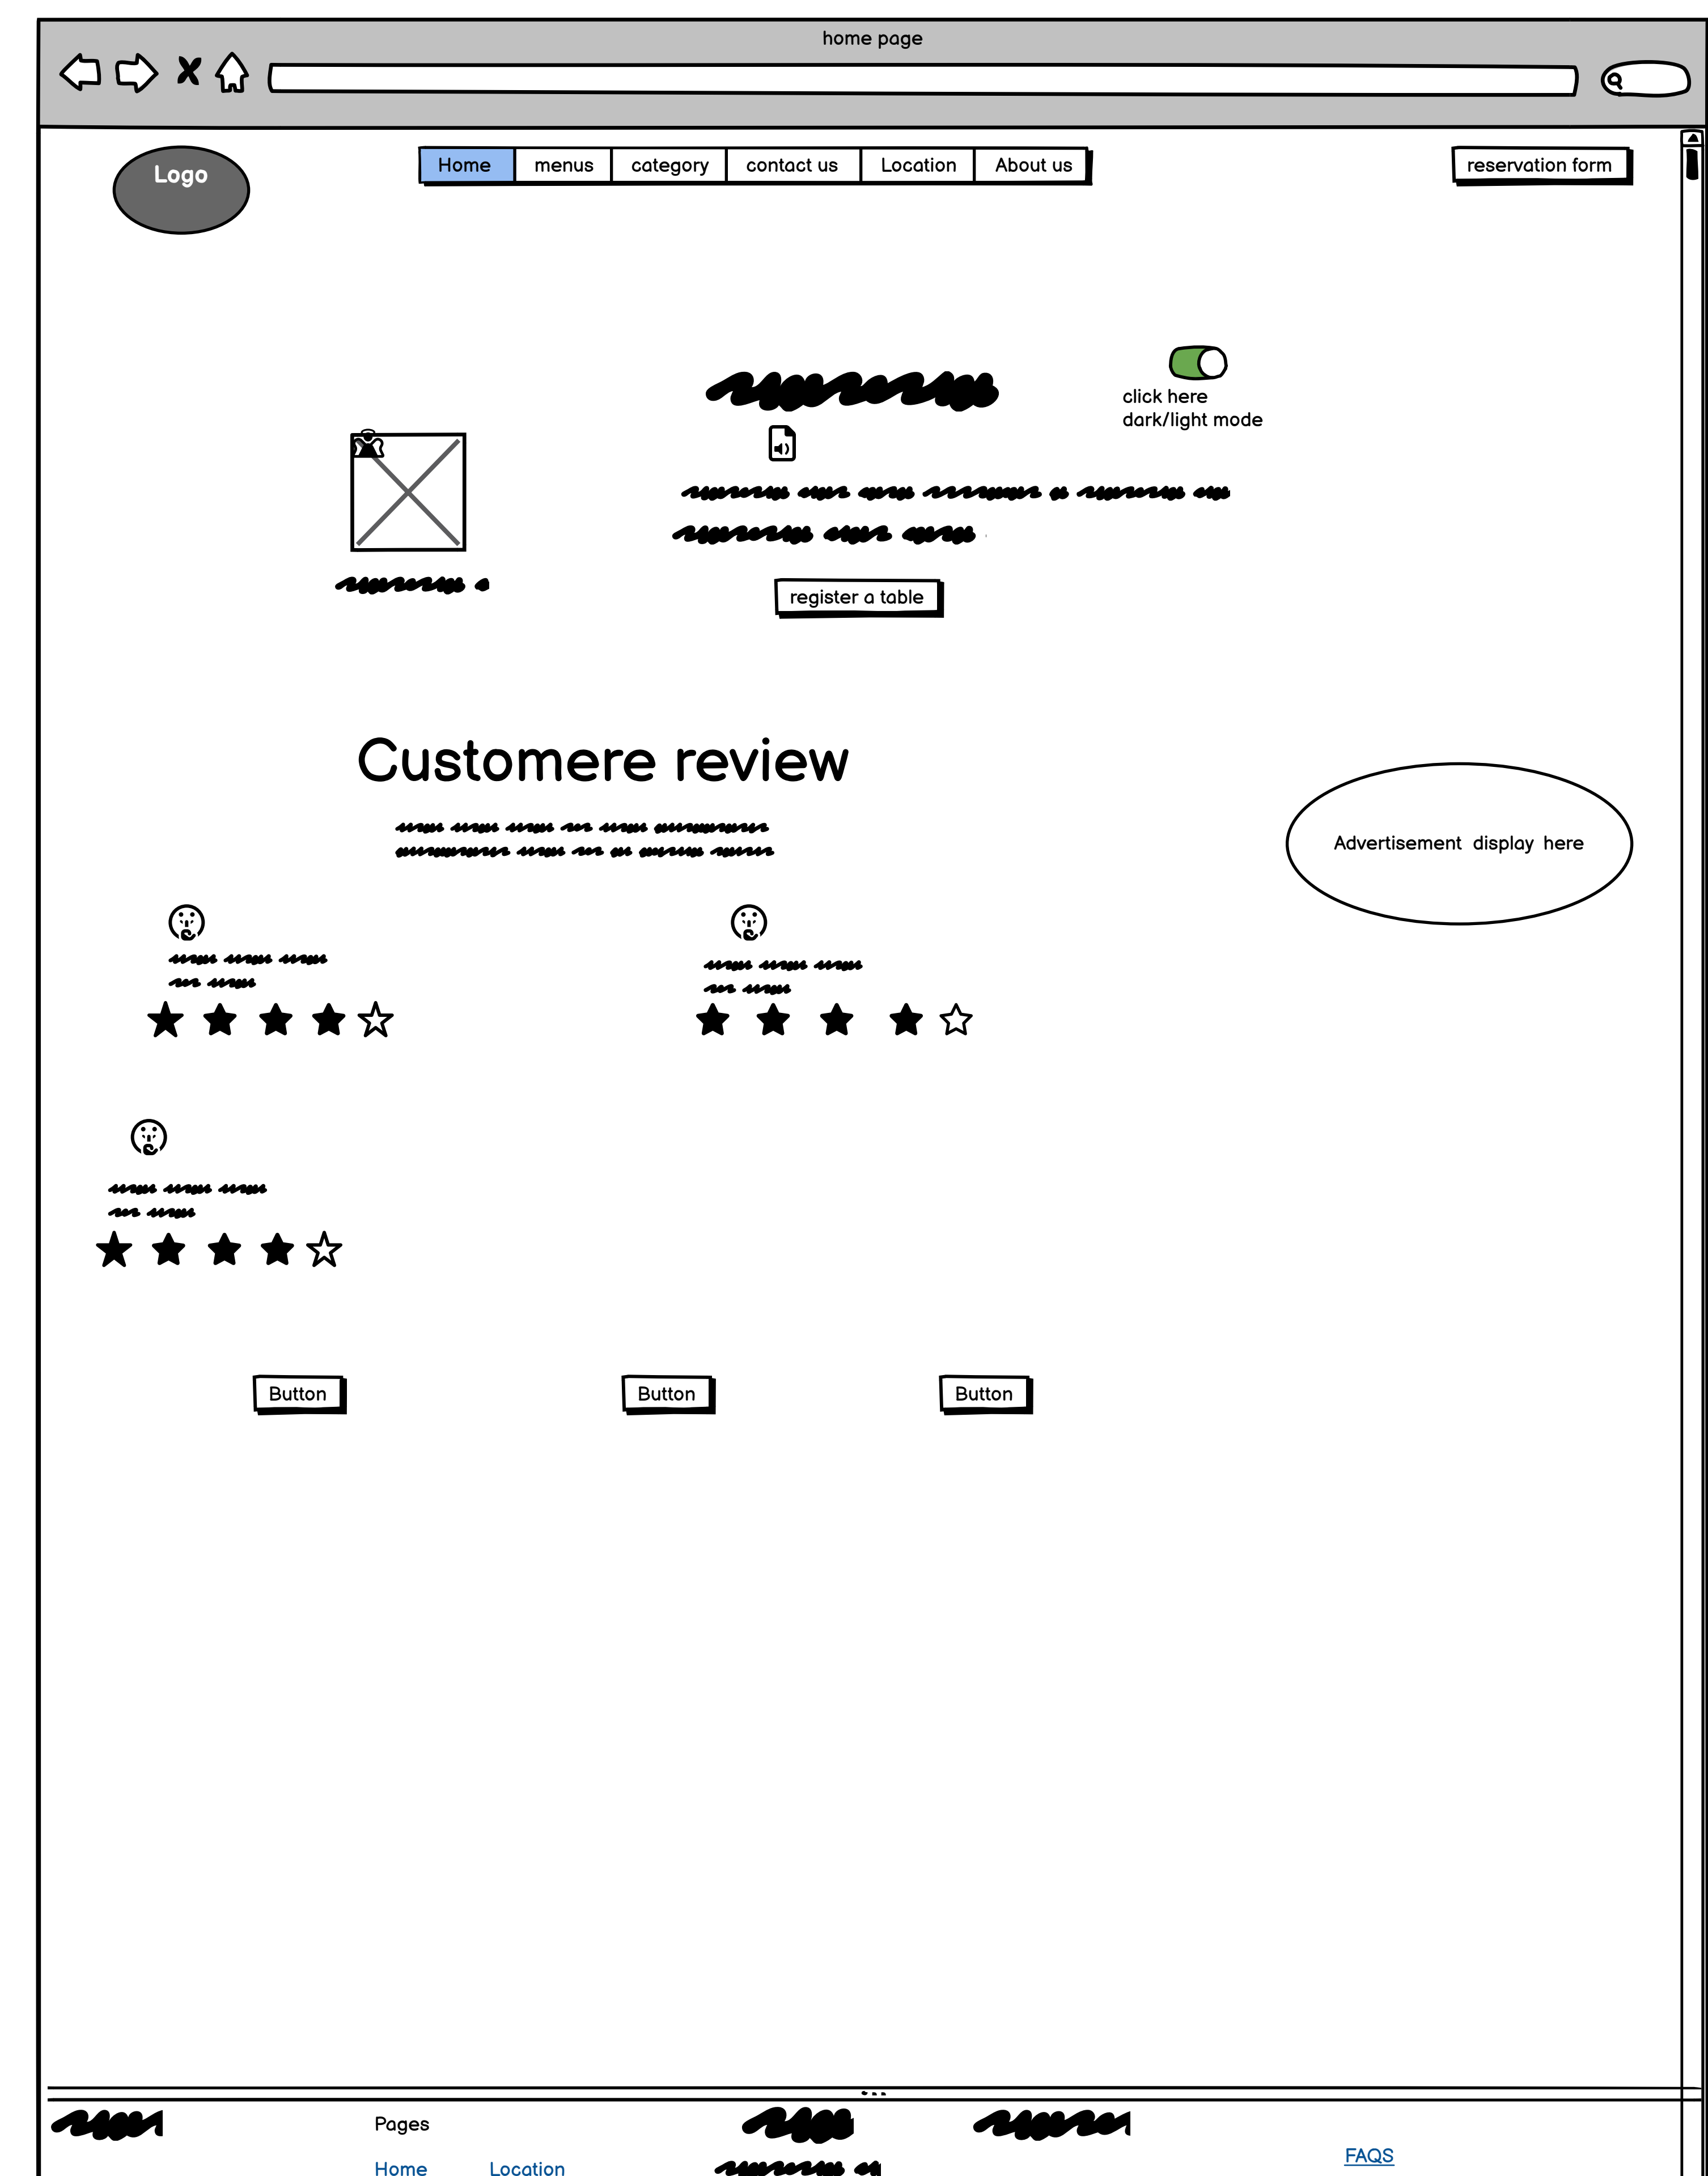 home page
Logo
Home menus category contact us Location About us
reservation form
click here
dark/light mode
register a table
Customere review
Advertisement display here
Button Button Button
Pages
FAQS
Home Location